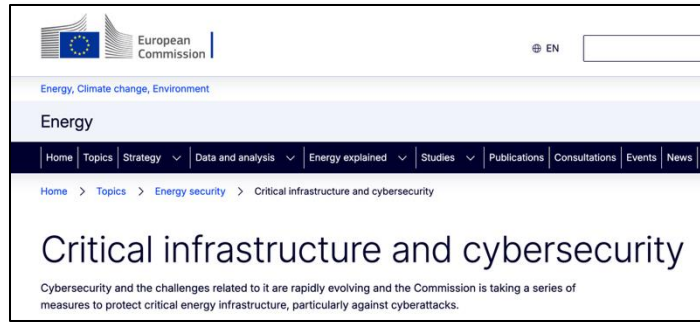 European
Commission
EN
Energy, Climate change, Environment
Energy
Home Topics Strategy Data and analysis Energy explained Studies Publications Consultations Events News
Home > Topics > Energy security > Critical infrastructure and cybersecurity
Critical infrastructure and cybersecurity
Cybersecurity and the challenges related to it are rapidly evolving and the Commission is taking a series of
measures to protect critical energy infrastructure, particularly against cyberattacks.